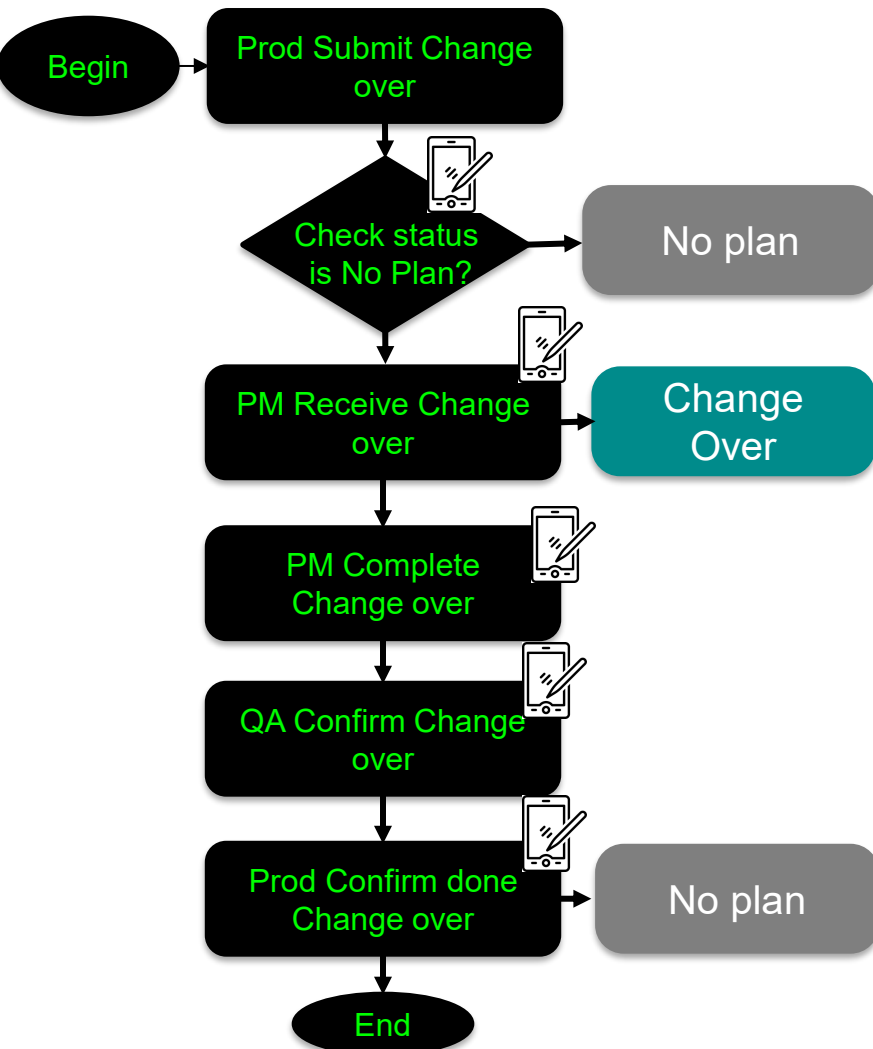 Begin
Prod Submit Change
over
Check status
is No Plan?
No plan
PM Receive Change
over
Change
Over
PM Complete
Change over
QA Confirm Change
over
Prod Confirm done
Change over
No plan
End